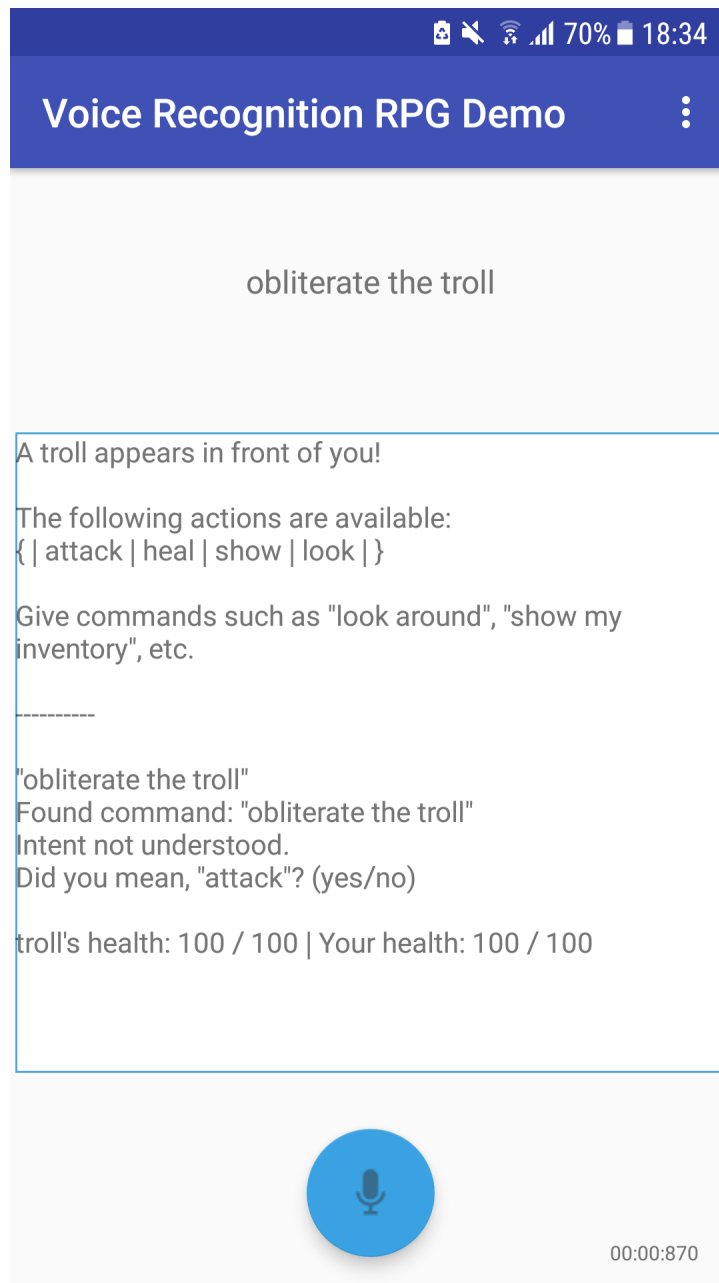 70% 18:34
Voice Recognition RPG Demo
obliterate the troll
A troll appears in front of you!
The following actions are available:
{ | attack | heal | show | look | }
Give commands such as "look around", "show my
inventory", etc.
----------
"obliterate the troll"
Found command: "obliterate the troll"
Intent not understood.
Did you mean, "attack"? (yes/no)
troll's health: 100 / 100 | Your health: 100 / 100
00:00:870